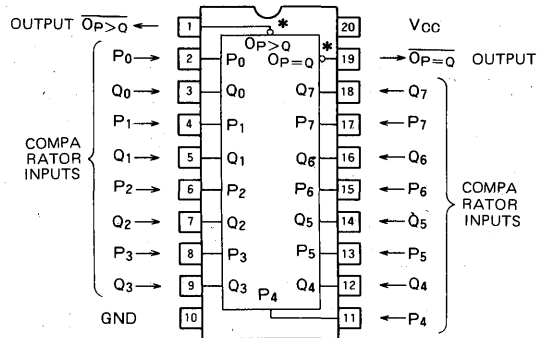 OUTPUT O̅P̅>̅Q̅ ← 1 * 20 VCC
P0 → 2 P0 OP>Q OP=Q * 19 → O̅P̅=̅Q̅ OUTPUT
Q0 → 3 Q0 Q7 18 ← Q7
P1 → 4 P1 P7 17 ← P7
Q1 → 5 Q1 Q6 16 ← Q6
P2 → 6 P2 P6 15 ← P6
Q2 → 7 Q2 Q5 14 ← Q5
P3 → 8 P3 P5 13 ← P5
Q3 → 9 Q3 Q4 12 ← Q4
GND 10 P4 11 ← P4
COMPA
RATOR
INPUTS
COMPA
RATOR
INPUTS